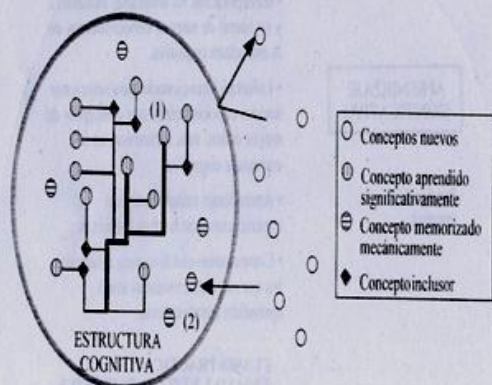 (1)
(2)
ESTRUCTURA
COGNITIVA
Conceptos nuevos
Concepto aprendido
significativamente
Concepto memorizado
mecánicamente
Concepto inclusor